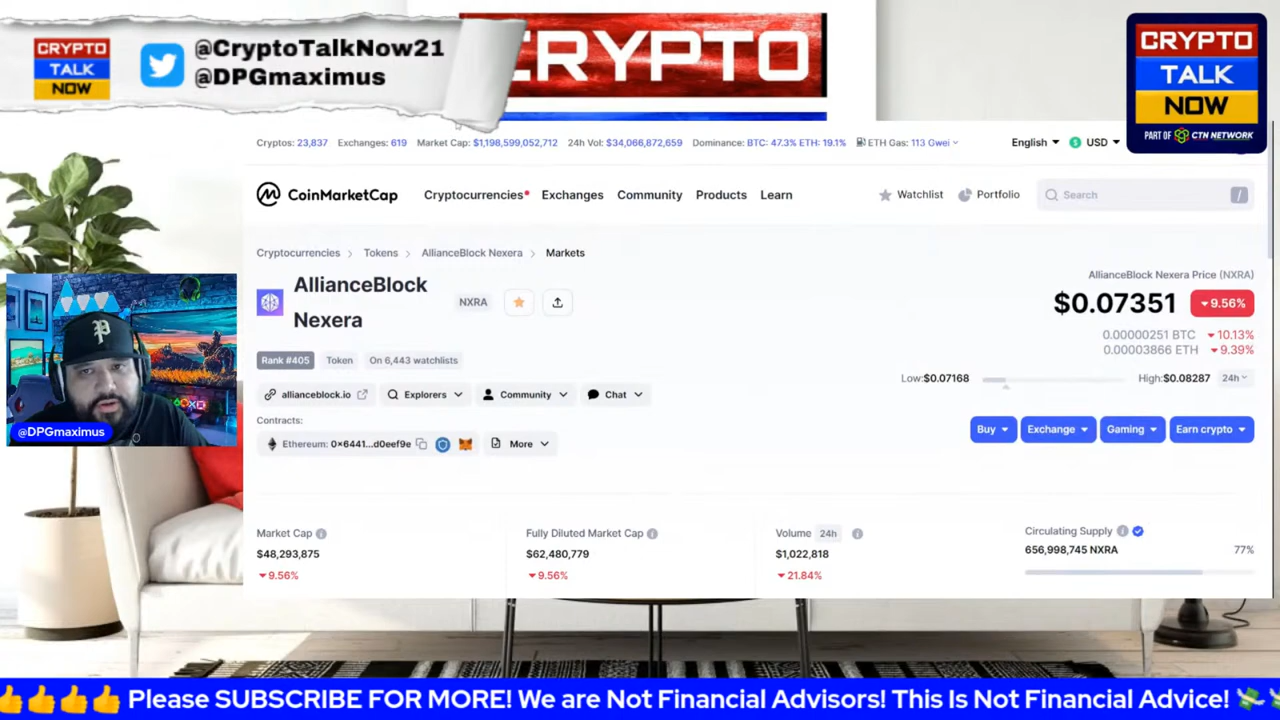 CRYPTO
TALK
NOW
@CryptoTalkNow21
@DPGmaximus
CRYPTO
CRYPTO
TALK
NOW
PART OF CTN NETWORK
Cryptos: 23,837 Exchanges: 619 Market Cap: $1,198,599,052,712 24h Vol: $34,066,872,659 Dominance: BTC: 47.3% ETH: 19.1% ETH Gas: 113 Gwei
English USD
CoinMarketCap Cryptocurrencies Exchanges Community Products Learn Watchlist Portfolio Search /
Cryptocurrencies > Tokens > AllianceBlock Nexera > Markets
AllianceBlock
Nexera
NXRA
AllianceBlock Nexera Price (NXRA)
$0.07351 9.56%
0.00000251 BTC 10.13%
0.00003866 ETH 9.39%
Rank #405 Token On 6,443 watchlists
Low:$0.07168 High:$0.08287 24h
allianceblock.io Explorers Community Chat
Contracts:
Ethereum: 0x6441...d0eef9e More
Buy Exchange Gaming Earn crypto
P
@DPGmaximus
Market Cap Fully Diluted Market Cap Volume 24h Circulating Supply
$48,293,875 $62,480,779 $1,022,818 656,998,745 NXRA 77%
9.56% 9.56% 21.84%
Please SUBSCRIBE FOR MORE! We are Not Financial Advisors! This Is Not Financial Advice!